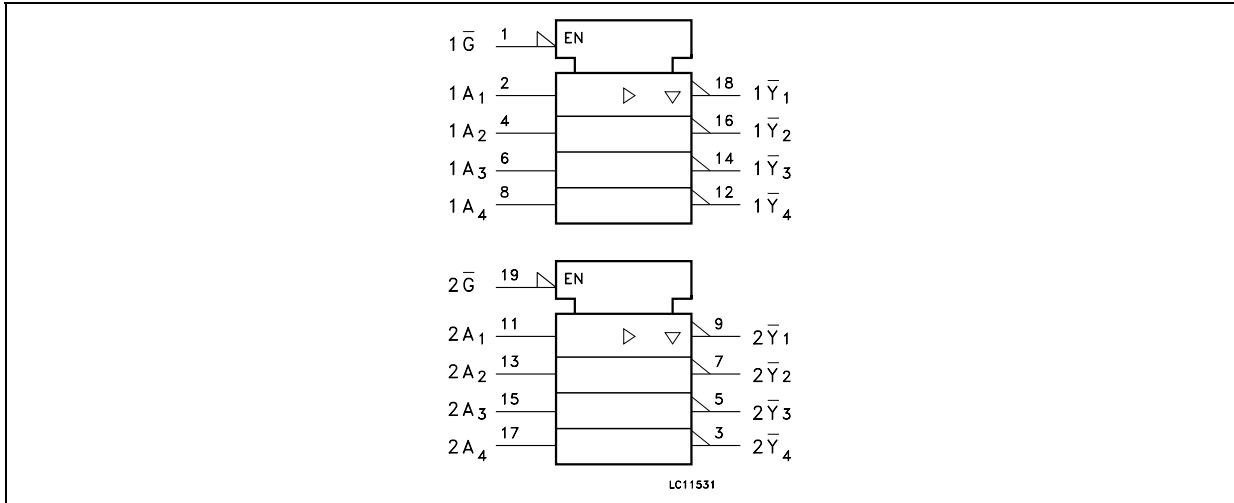 1G̅ 1 EN
1A1 2 18 1Y̅1
1A2 4 16 1Y̅2
1A3 6 14 1Y̅3
1A4 8 12 1Y̅4
2G̅ 19 EN
2A1 11 9 2Y̅1
2A2 13 7 2Y̅2
2A3 15 5 2Y̅3
2A4 17 3 2Y̅4
LC11531